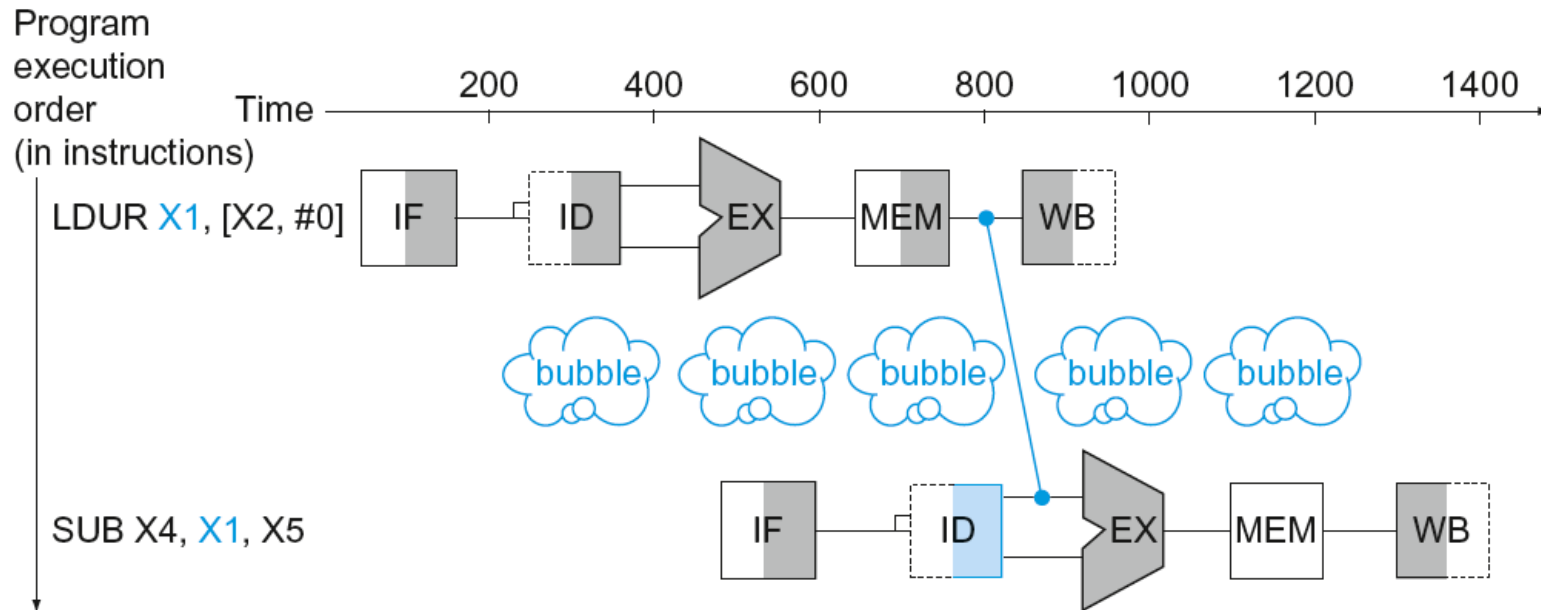 Program
execution
order
(in instructions)
Time
200 400 600 800 1000 1200 1400
LDUR X1, [X2, #0]
IF ID EX MEM WB
bubble bubble bubble bubble bubble
SUB X4, X1, X5
IF ID EX MEM WB